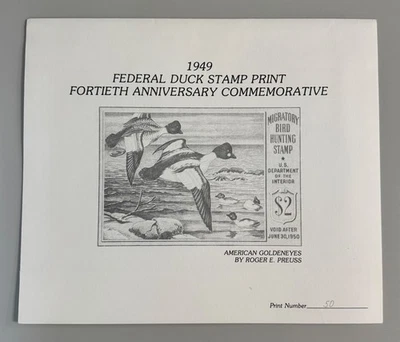 1949
FEDERAL DUCK STAMP PRINT
FORTIETH ANNIVERSARY COMMEMORATIVE
MIGRATORY
BIRD
HUNTING
STAMP
U.S.
DEPARTMENT
OF THE
INTERIOR
$2
VOID AFTER
JUNE 30, 1950
AMERICAN GOLDENEYES
BY ROGER E. PREUSS
Print Number 50